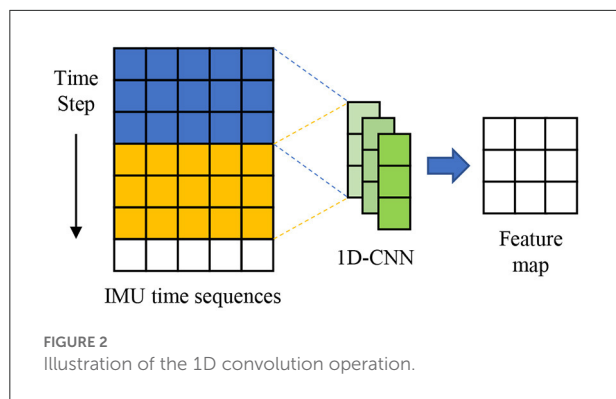 Time
Step
IMU time sequences
1D-CNN
Feature
map
FIGURE 2
Illustration of the 1D convolution operation.